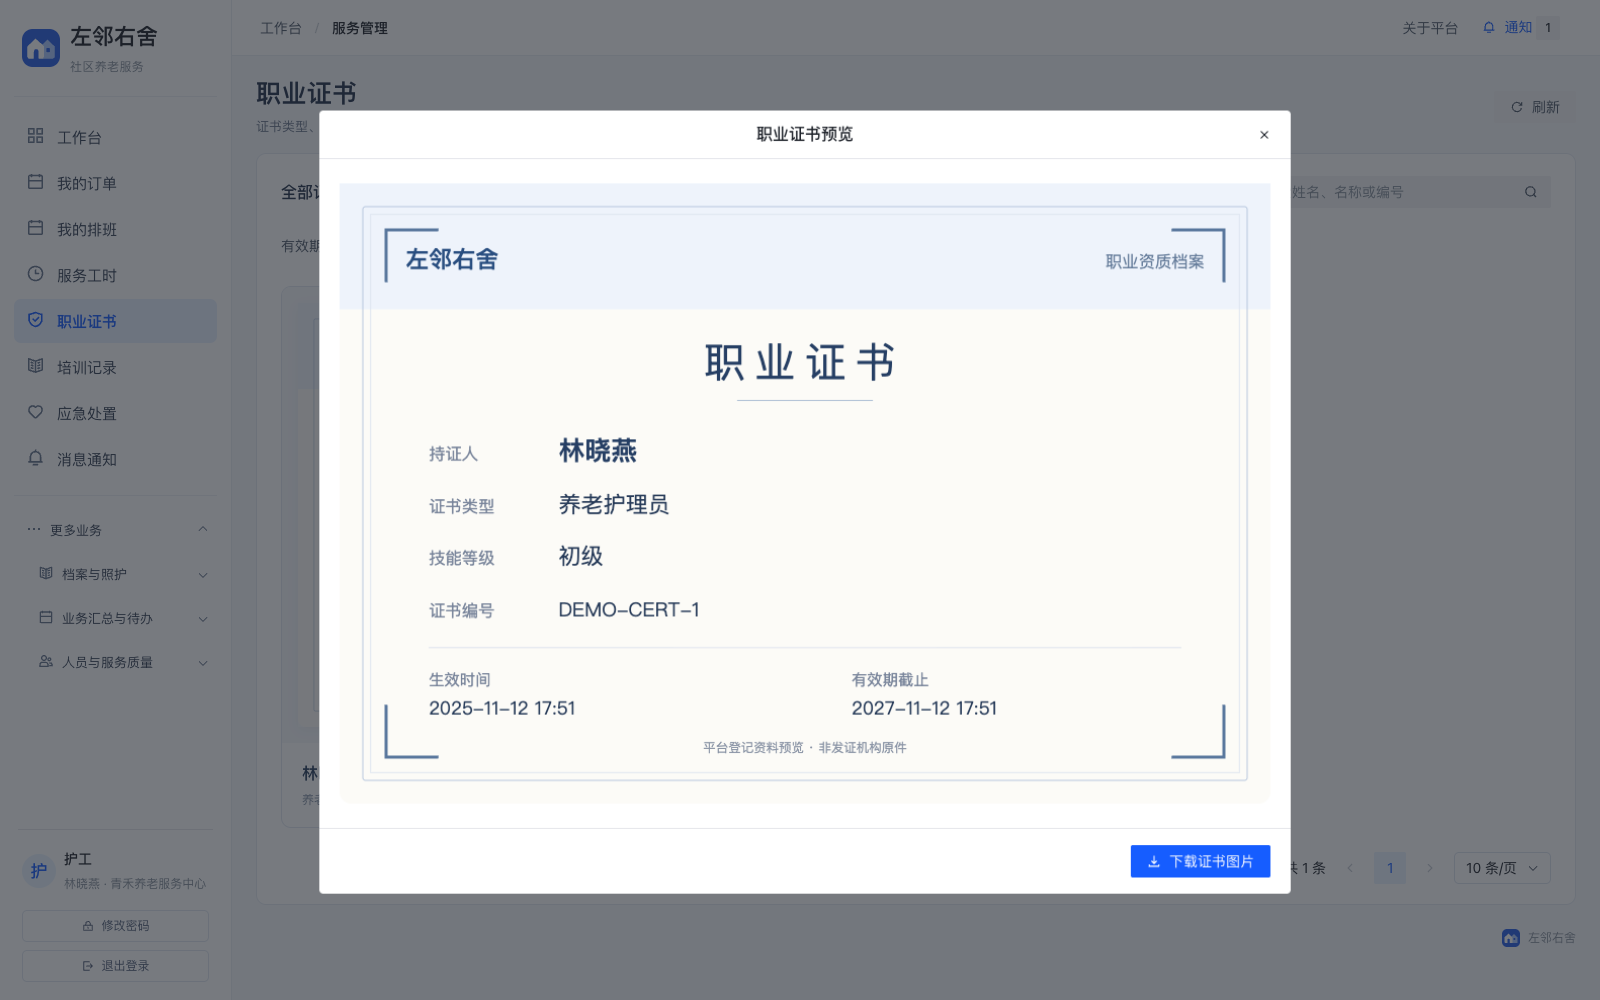 左邻右舍
社区养老服务
工作台 / 服务管理
关于平台
通知 1
工作台
我的订单
我的排班
服务工时
职业证书
培训记录
应急处置
消息通知
更多业务
档案与照护
业务汇总与待办
人员与服务质量
护
护工
林晓燕 · 青禾养老服务中心
修改密码
退出登录
职业证书
证书类型、
刷新
全部
姓名、名称或编号
有效期
职业证书预览
×
左邻右舍
职业资质档案
职业证书
持证人 林晓燕
证书类型 养老护理员
技能等级 初级
证书编号 DEMO-CERT-1
生效时间
2025-11-12 17:51
有效期截止
2027-11-12 17:51
平台登记资料预览 · 非发证机构原件
下载证书图片
林
养
共 1 条
1
10 条/页
左邻右舍